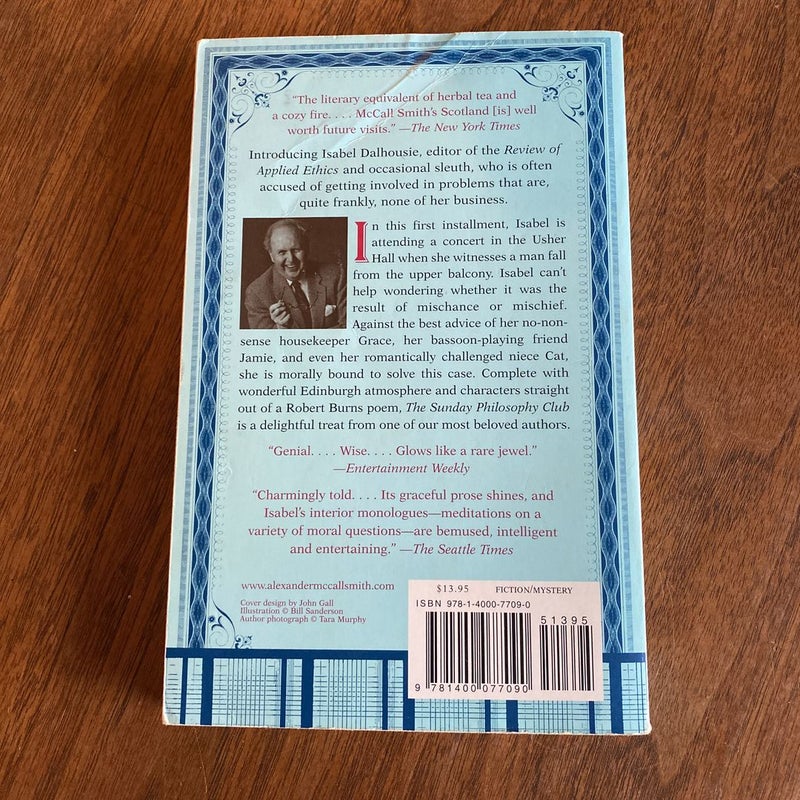 “The literary equivalent of herbal tea and
a cozy fire. . . . McCall Smith’s Scotland [is] well
worth future visits.” —The New York Times
Introducing Isabel Dalhousie, editor of the Review of
Applied Ethics and occasional sleuth, who is often
accused of getting involved in problems that are,
quite frankly, none of her business.
In this first installment, Isabel is
attending a concert in the Usher
Hall when she witnesses a man fall
from the upper balcony. Isabel can’t
help wondering whether it was the
result of mischance or mischief.
Against the best advice of her no-non-
sense housekeeper Grace, her bassoon-playing friend
Jamie, and even her romantically challenged niece Cat,
she is morally bound to solve this case. Complete with
wonderful Edinburgh atmosphere and characters straight
out of a Robert Burns poem, The Sunday Philosophy Club
is a delightful treat from one of our most beloved authors.
“Genial. . . . Wise. . . . Glows like a rare jewel.”
—Entertainment Weekly
“Charmingly told. . . . Its graceful prose shines, and
Isabel’s interior monologues—meditations on a
variety of moral questions—are bemused, intelligent
and entertaining.” —The Seattle Times
www.alexandermccallsmith.com
Cover design by John Gall
Illustration © Bill Sanderson
Author photograph © Tara Murphy
$13.95 FICTION/MYSTERY
ISBN 978-1-4000-7709-0
51395
9 781400 077090